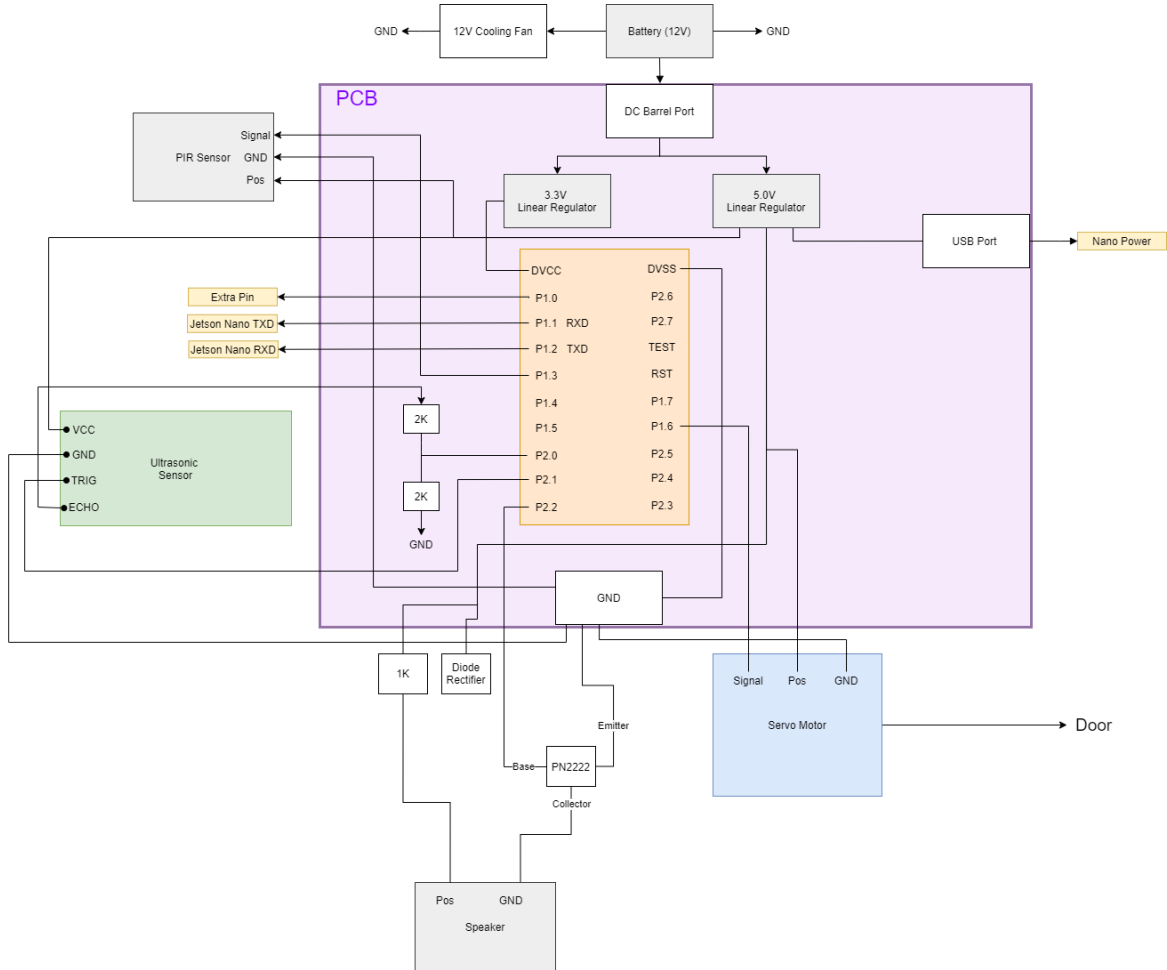 GND
12V Cooling Fan
Battery (12V)
GND
PCB
DC Barrel Port
Signal
PIR Sensor
GND
Pos
3.3V
Linear Regulator
5.0V
Linear Regulator
USB Port
Nano Power
DVCC
DVSS
Extra Pin
P1.0
P2.6
Jetson Nano TXD
P1.1 RXD
P2.7
Jetson Nano RXD
P1.2 TXD
TEST
P1.3
RST
P1.4
P1.7
2K
P1.5
P1.6
VCC
GND
Ultrasonic
Sensor
TRIG
ECHO
P2.0
P2.5
P2.1
P2.4
2K
P2.2
P2.3
GND
GND
1K
Diode
Rectifier
Signal
Pos
GND
Servo Motor
Door
Emitter
Base
PN2222
Collector
Pos
GND
Speaker